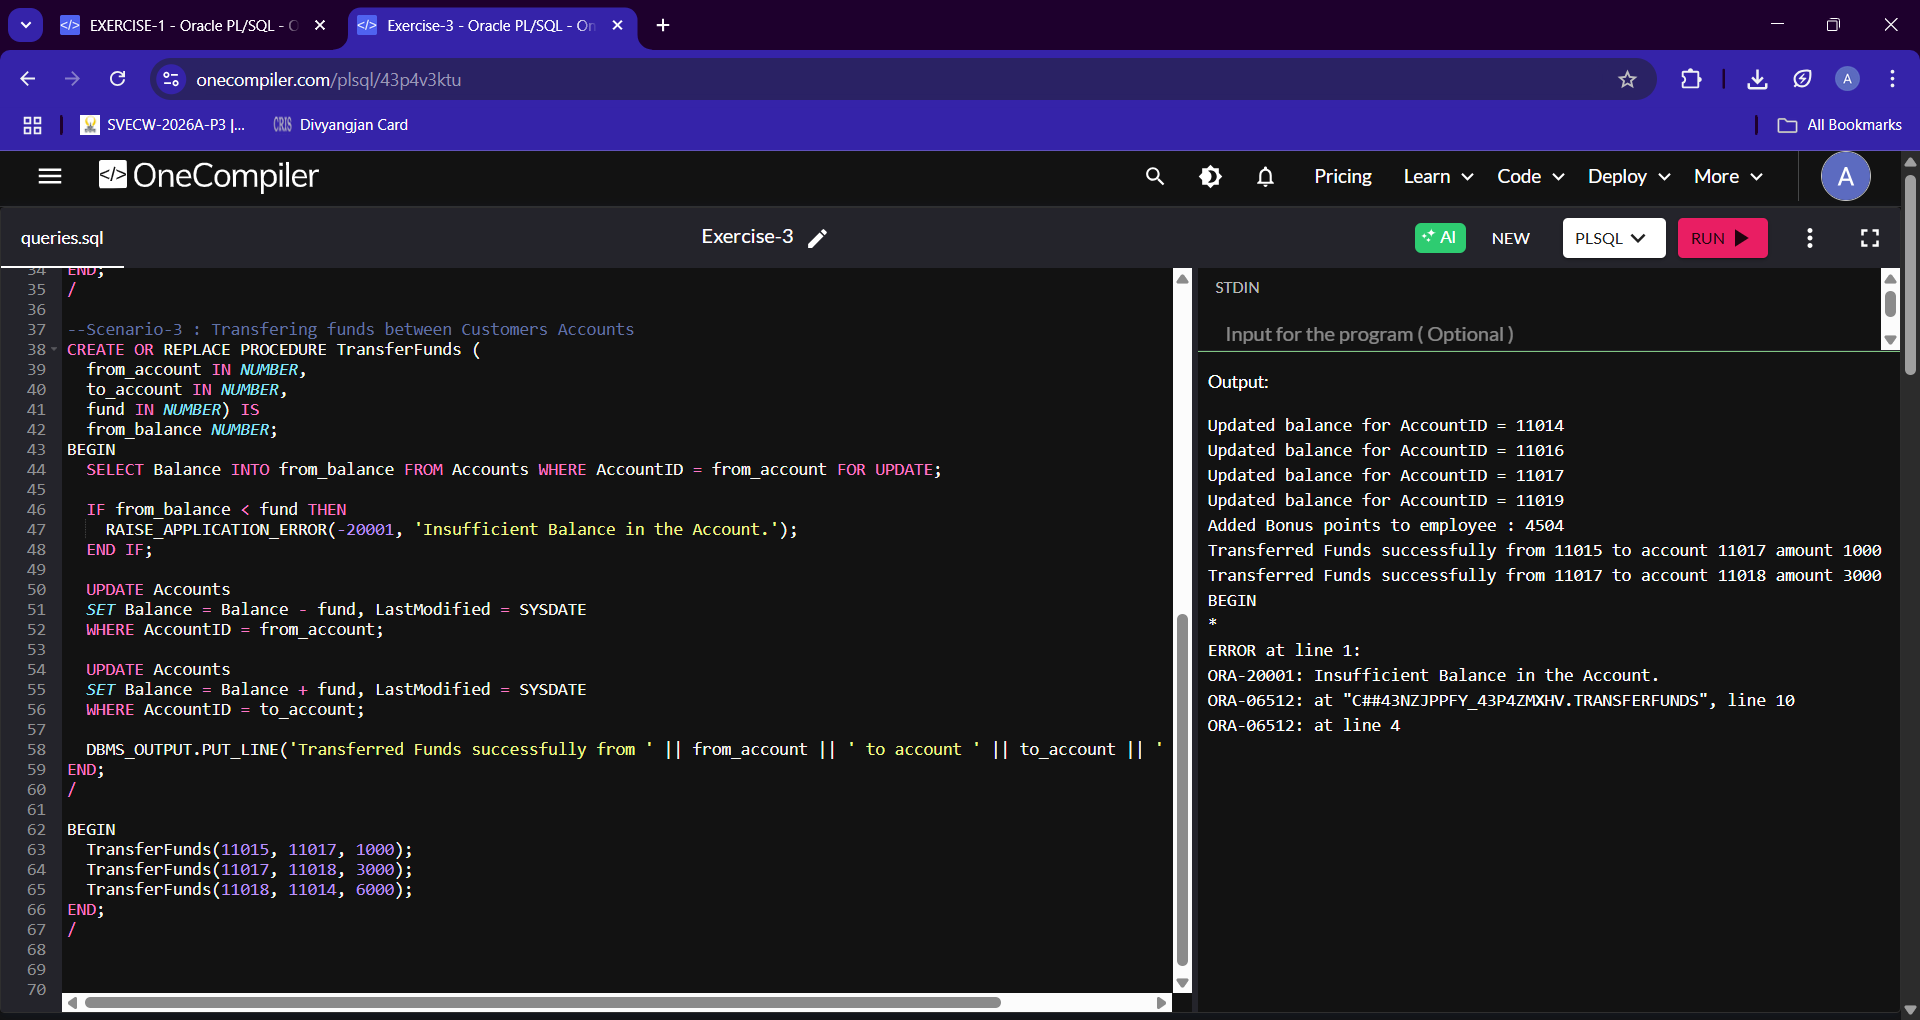 EXERCISE-1 - Oracle PL/SQL - O
Exercise-3 - Oracle PL/SQL - On
onecompiler.com/plsql/43p4v3ktu
A
SVECW-2026A-P3 |...
CRIS Divyangjan Card
All Bookmarks
</> OneCompiler
Pricing
Learn
Code
Deploy
More
A
queries.sql
Exercise-3
AI
NEW
PLSQL
RUN
34 END;
35 /
36
37 --Scenario-3 : Transfering funds between Customers Accounts
38 CREATE OR REPLACE PROCEDURE TransferFunds (
39 from_account IN NUMBER,
40 to_account IN NUMBER,
41 fund IN NUMBER) IS
42 from_balance NUMBER;
43 BEGIN
44 SELECT Balance INTO from_balance FROM Accounts WHERE AccountID = from_account FOR UPDATE;
45
46 IF from_balance < fund THEN
47 RAISE_APPLICATION_ERROR(-20001, 'Insufficient Balance in the Account.');
48 END IF;
49
50 UPDATE Accounts
51 SET Balance = Balance - fund, LastModified = SYSDATE
52 WHERE AccountID = from_account;
53
54 UPDATE Accounts
55 SET Balance = Balance + fund, LastModified = SYSDATE
56 WHERE AccountID = to_account;
57
58 DBMS_OUTPUT.PUT_LINE('Transferred Funds successfully from ' || from_account || ' to account ' || to_account || '
59 END;
60 /
61
62 BEGIN
63 TransferFunds(11015, 11017, 1000);
64 TransferFunds(11017, 11018, 3000);
65 TransferFunds(11018, 11014, 6000);
66 END;
67 /
68
69
70
STDIN
Input for the program ( Optional )
Output:
Updated balance for AccountID = 11014
Updated balance for AccountID = 11016
Updated balance for AccountID = 11017
Updated balance for AccountID = 11019
Added Bonus points to employee : 4504
Transferred Funds successfully from 11015 to account 11017 amount 1000
Transferred Funds successfully from 11017 to account 11018 amount 3000
BEGIN
*
ERROR at line 1:
ORA-20001: Insufficient Balance in the Account.
ORA-06512: at "C##43NZJPPFY_43P4ZMXHV.TRANSFERFUNDS", line 10
ORA-06512: at line 4